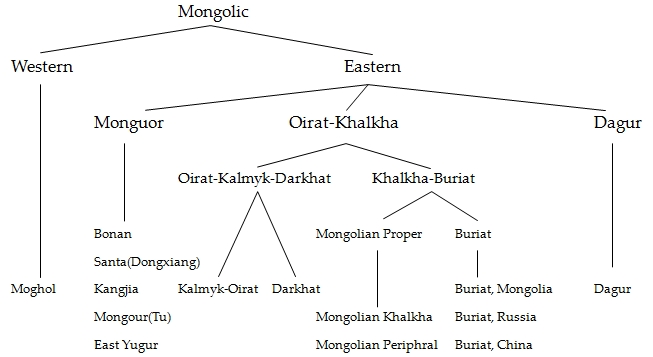 Mongolic
Western Eastern
Monguor Oirat-Khalkha Dagur
Oirat-Kalmyk-Darkhat Khalkha-Buriat
Bonan Mongolian Proper Buriat
Santa(Dongxiang)
Moghol Kangjia Kalmyk-Oirat Darkhat Buriat, Mongolia Dagur
Mongour(Tu) Mongolian Khalkha Buriat, Russia
East Yugur Mongolian Periphral Buriat, China